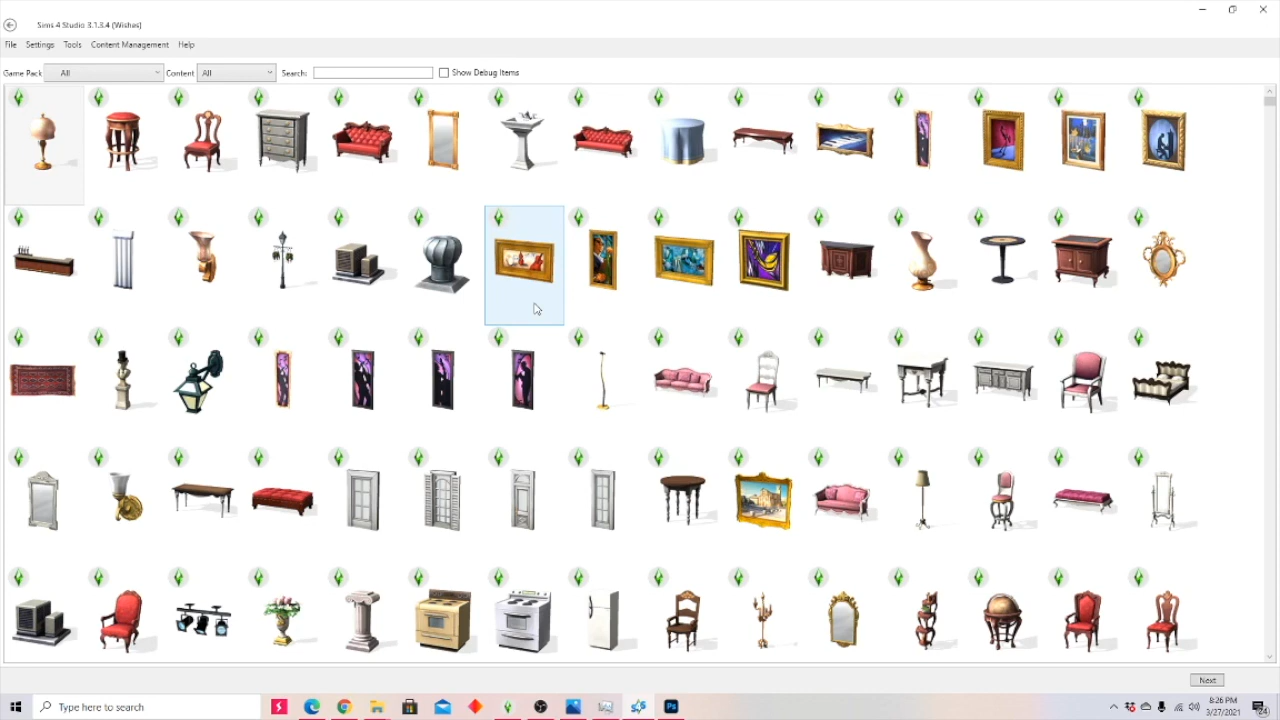 Sims 4 Studio 3.1.3.4 (Wishes)
File Settings Tools Content Management Help
Game Pack All Content All Search: Show Debug Items
Next
Type here to search
8:26 PM
3/27/2021
24